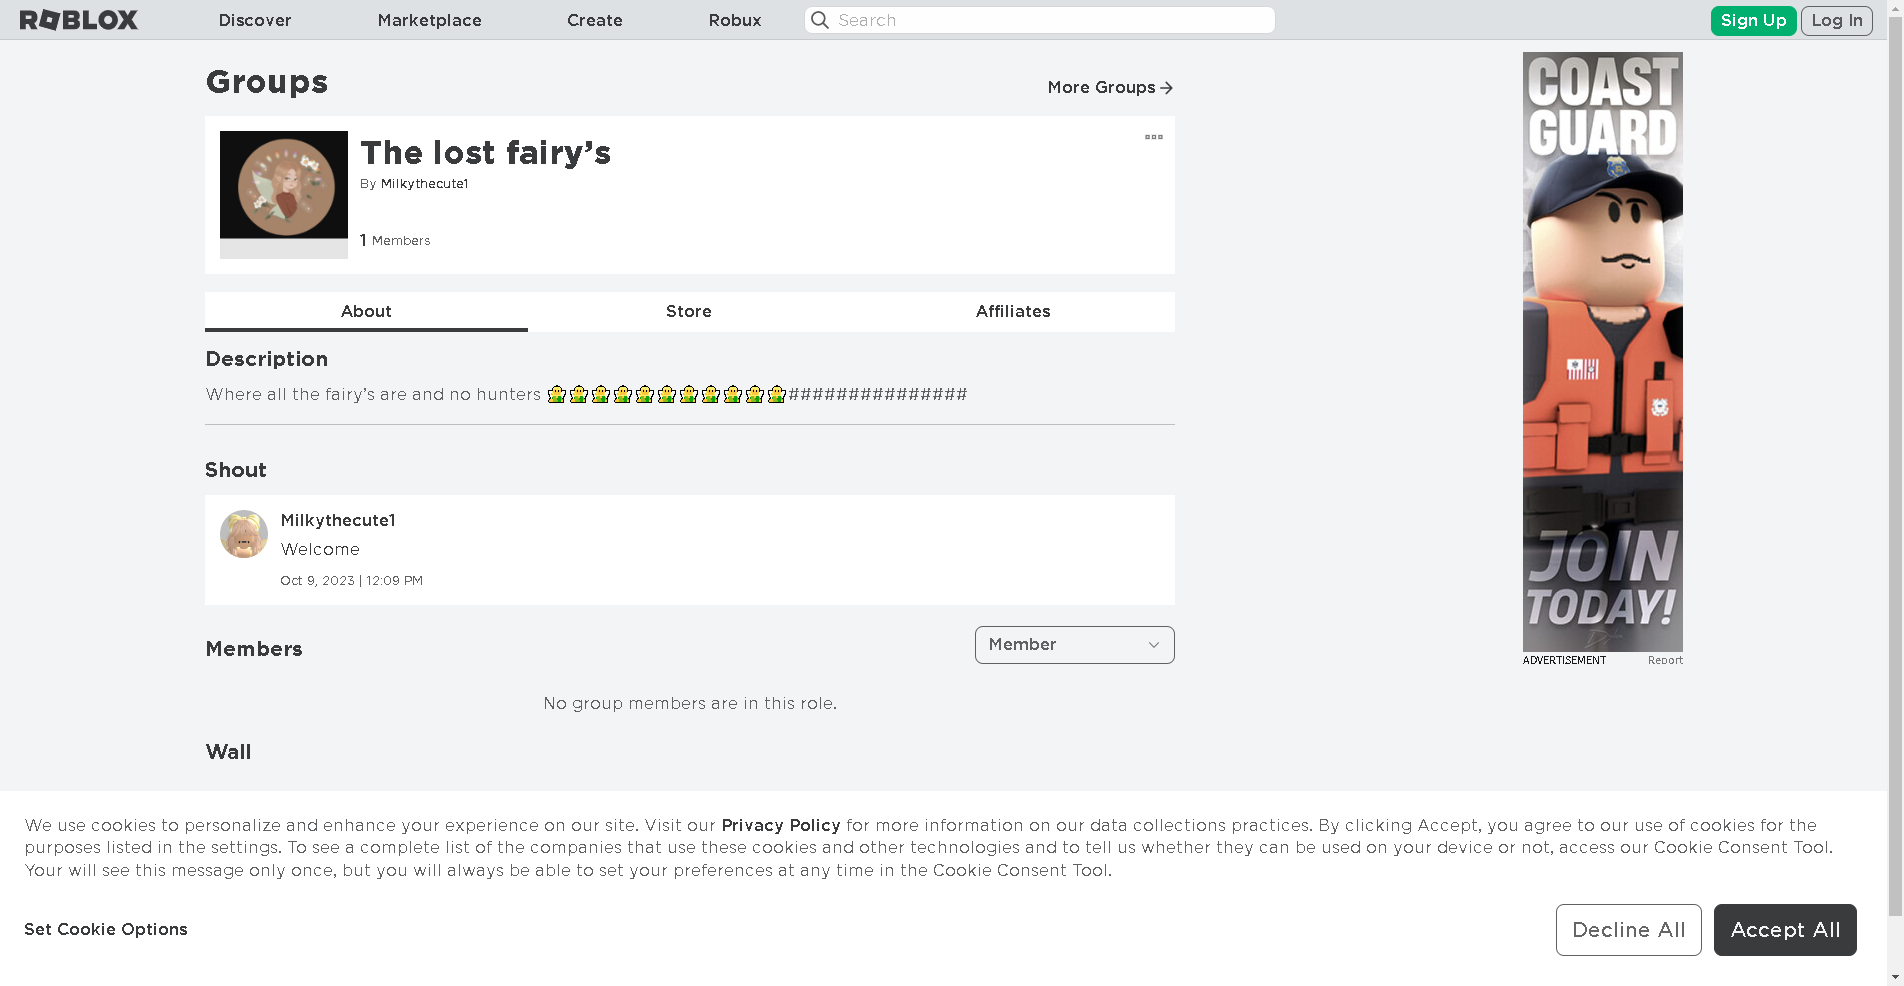 ROBLOX Discover Marketplace Create Robux Search Sign Up Log In
Groups
More Groups
The lost fairy’s
By Milkythecute1
1 Members
About Store Affiliates
Description
Where all the fairy’s are and no hunters 🧚🧚🧚🧚🧚🧚🧚🧚🧚🧚🧚###############
Shout
Milkythecute1
Welcome
Oct 9, 2023 | 12:09 PM
Members
Member
No group members are in this role.
Wall
COAST
GUARD
JOIN
TODAY!
ADVERTISEMENT Report
We use cookies to personalize and enhance your experience on our site. Visit our Privacy Policy for more information on our data collections practices. By clicking Accept, you agree to our use of cookies for the
purposes listed in the settings. To see a complete list of the companies that use these cookies and other technologies and to tell us whether they can be used on your device or not, access our Cookie Consent Tool.
Your will see this message only once, but you will always be able to set your preferences at any time in the Cookie Consent Tool.
Set Cookie Options
Decline All
Accept All